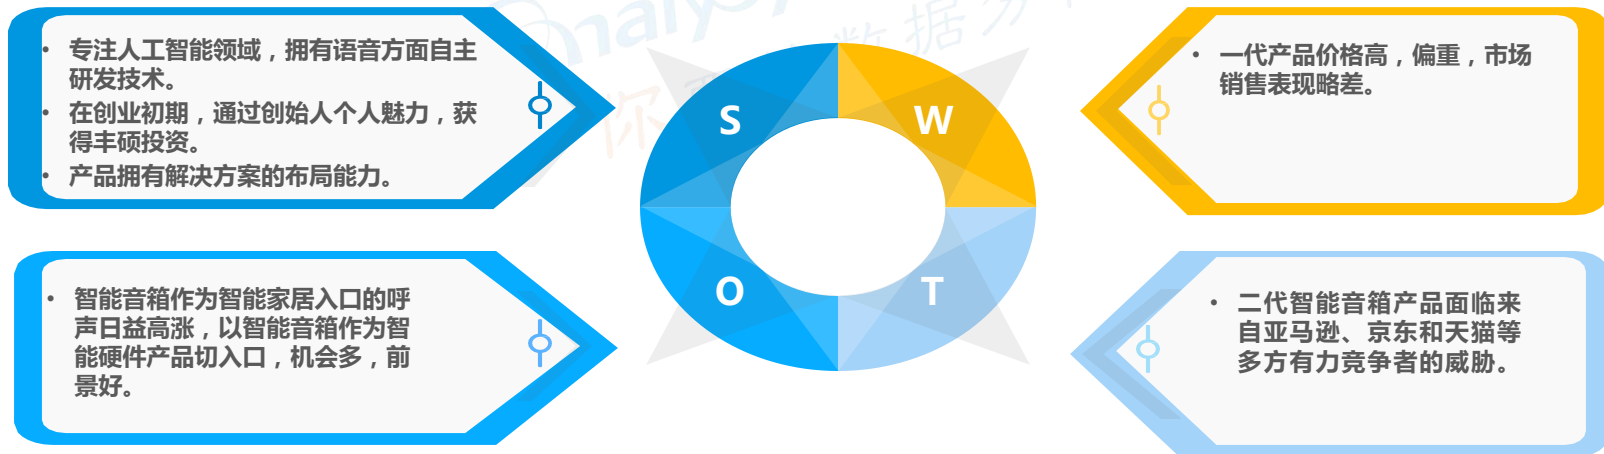 • 专注人工智能领域，拥有语音方面自主
研发技术。
• 在创业初期，通过创始人个人魅力，获
得丰硕投资。
• 产品拥有解决方案的布局能力。
• 一代产品价格高，偏重，市场
销售表现略差。
S
W
O
T
• 智能音箱作为智能家居入口的呼
声日益高涨，以智能音箱作为智
能硬件产品切入口，机会多，前
景好。
• 二代智能音箱产品面临来
自亚马逊、京东和天猫等
多方有力竞争者的威胁。